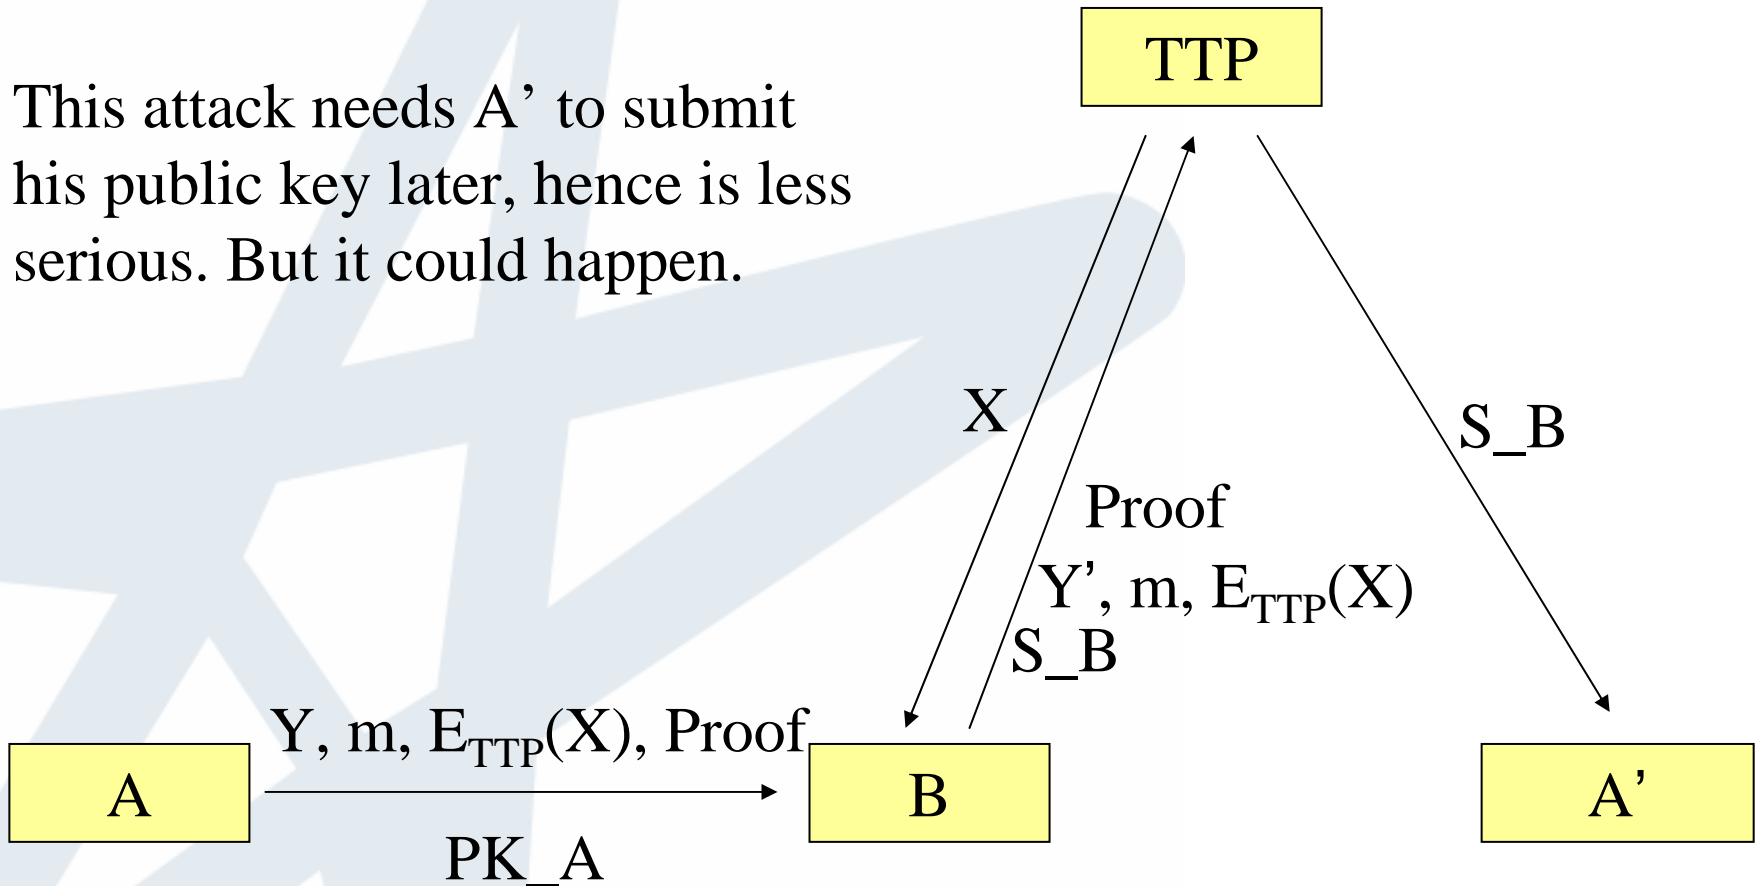 TTP
This attack needs A’ to submit
his public key later, hence is less
serious. But it could happen.
X
S_B
Proof
Y’, m, E_TTP(X)
S_B
Y, m, E_TTP(X), Proof
A
B
A’
PK_A